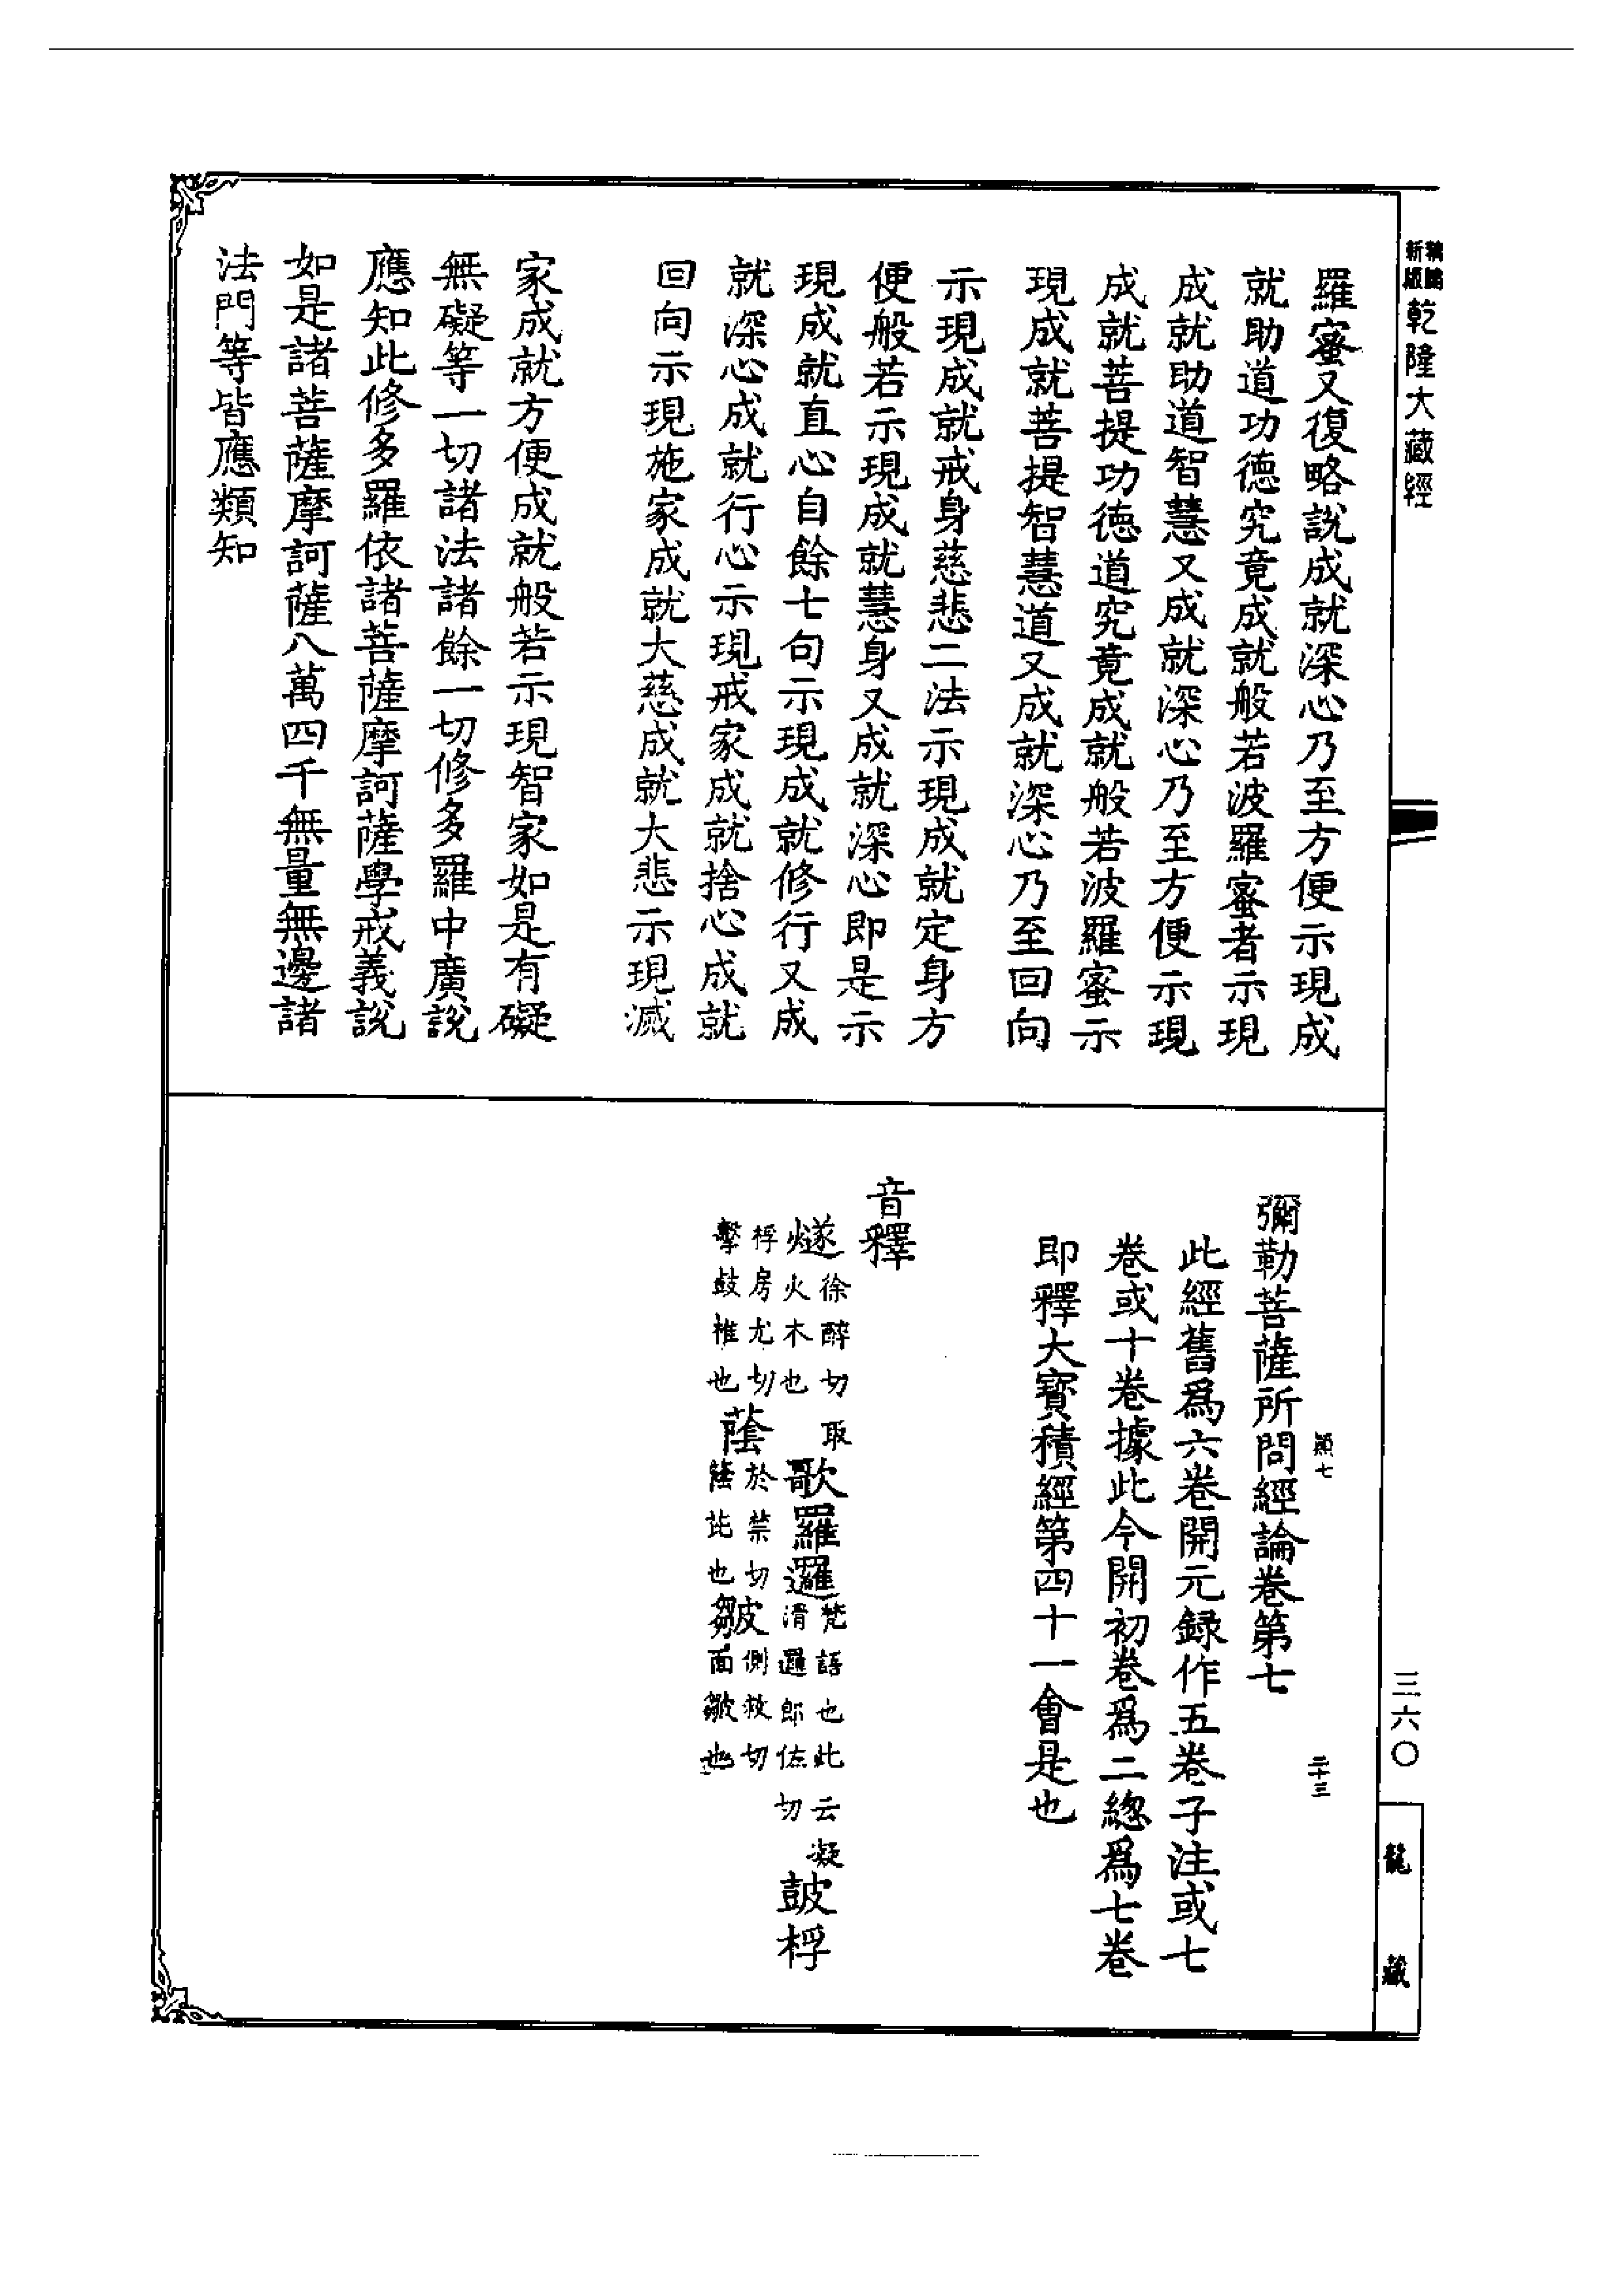 新版
乾隆大藏經
羅蜜又復略說成就深心乃至方便示現成
就助道功德究竟成就般若波羅蜜者示現
成就助道智慧又成就深心乃至方便示現
成就菩提功德道究竟成就般若波羅蜜示
現成就菩提智慧道又成就深心乃至回向
示現成就戒身慈悲二法示現成就定身方
便般若示現成就慧身又成就深心即是示
現成就直心自餘七句示現成就修行又成
就深心成就行心示現戒家成就捨心成就
回向示現施家成就大慈成就大悲示現滅
家成就方便成就般若示現智家如是有礙
無礙等一切諸法諸餘一切修多羅中廣說
應知此修多羅依諸菩薩摩訶薩學戒義說
如是諸菩薩摩訶薩八萬四千無量無邊諸
法門等皆應類知
三六〇
龍藏
七
二十三
彌勒菩薩所問經論卷第七
此經舊爲六卷開元録作五卷子注或七
卷或十卷據此今開初卷爲二緫爲七卷
即釋大寳積經第四十一會是也
音釋
燧徐醉切取火木也
歌羅邏梵語也此云凝滑邏郎佐切
鼓桴桴房尤切擊鼓椎也
蔭於禁切蔭茈也
皺側救切面皺也